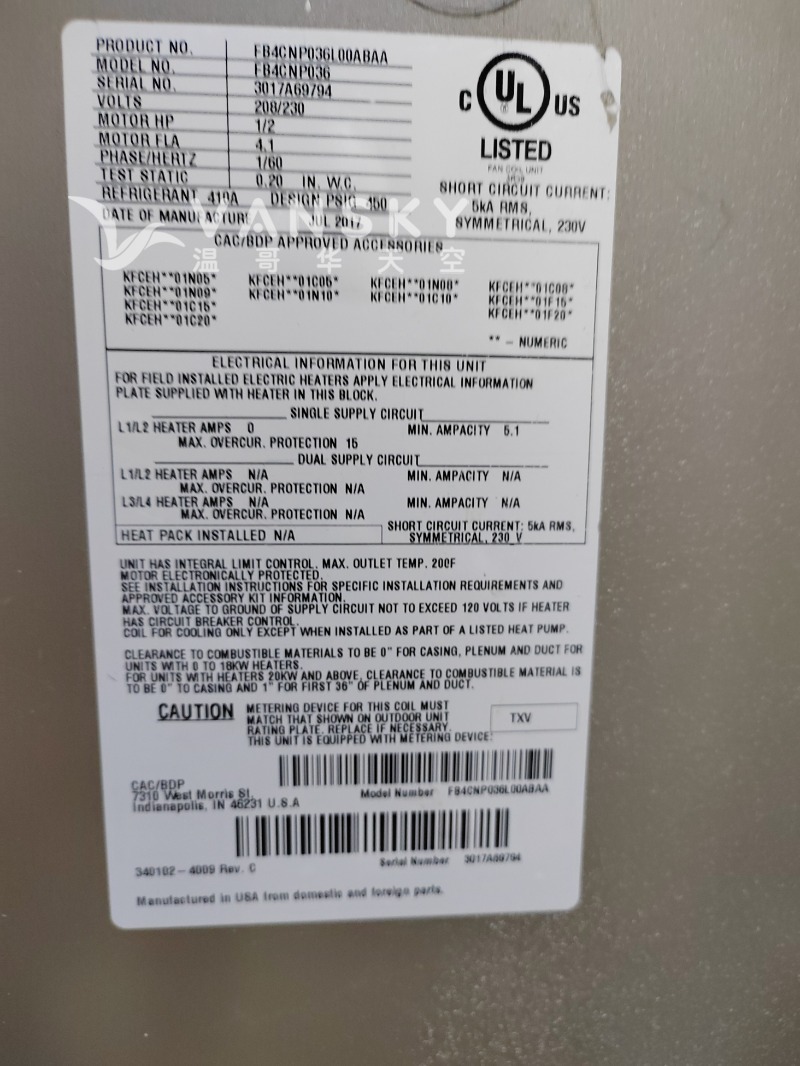 PRODUCT NO. FB4CNP036L00ABAA
MODEL NO. FB4CNP036
SERIAL NO. 3017A69794
VOLTS 208/230
MOTOR HP 1/2
MOTOR FLA 4.1
PHASE/HERTZ 1/60
TEST STATIC 0.20 IN. W.C.
REFRIGERANT 410A DESIGN PSIG 450
DATE OF MANUFACTURE JUL 2017
C UL US
®
LISTED
FAN COIL UNIT
SHORT CIRCUIT CURRENT:
5kA RMS,
SYMMETRICAL, 230V
VANSKY
温哥华天空
CAC/BDP APPROVED ACCESSORIES
KFCEH**01N05* KFCEH**01C05* KFCEH**01N08* KFCEH**01C08*
KFCEH**01N09* KFCEH**01N10* KFCEH**01C10* KFCEH**01F15*
KFCEH**01C15* KFCEH**01F20*
KFCEH**01C20*
** - NUMERIC
ELECTRICAL INFORMATION FOR THIS UNIT
FOR FIELD INSTALLED ELECTRIC HEATERS APPLY ELECTRICAL INFORMATION
PLATE SUPPLIED WITH HEATER IN THIS BLOCK.
SINGLE SUPPLY CIRCUIT
L1/L2 HEATER AMPS 0 MIN. AMPACITY 5.1
MAX. OVERCUR. PROTECTION 15
DUAL SUPPLY CIRCUIT
L1/L2 HEATER AMPS N/A MIN. AMPACITY N/A
MAX. OVERCUR. PROTECTION N/A
L3/L4 HEATER AMPS N/A MIN. AMPACITY N/A
MAX. OVERCUR. PROTECTION N/A
HEAT PACK INSTALLED N/A SHORT CIRCUIT CURRENT: 5kA RMS,
SYMMETRICAL, 230 V
UNIT HAS INTEGRAL LIMIT CONTROL. MAX. OUTLET TEMP. 200F
MOTOR ELECTRONICALLY PROTECTED.
SEE INSTALLATION INSTRUCTIONS FOR SPECIFIC INSTALLATION REQUIREMENTS AND
APPROVED ACCESSORY KIT INFORMATION.
MAX. VOLTAGE TO GROUND OF SUPPLY CIRCUIT NOT TO EXCEED 120 VOLTS IF HEATER
HAS CIRCUIT BREAKER CONTROL.
COIL FOR COOLING ONLY EXCEPT WHEN INSTALLED AS PART OF A LISTED HEAT PUMP.
CLEARANCE TO COMBUSTIBLE MATERIALS TO BE 0" FOR CASING, PLENUM AND DUCT FOR
UNITS WITH 0 TO 18KW HEATERS.
FOR UNITS WITH HEATERS 20KW AND ABOVE, CLEARANCE TO COMBUSTIBLE MATERIAL IS
TO BE 0" TO CASING AND 1" FOR FIRST 36" OF PLENUM AND DUCT.
CAUTION METERING DEVICE FOR THIS COIL MUST
MATCH THAT SHOWN ON OUTDOOR UNIT
RATING PLATE. REPLACE IF NECESSARY.
THIS UNIT IS EQUIPPED WITH METERING DEVICE: TXV
CAC/BDP
7310 West Morris St.
Indianapolis, IN 46231 U.S.A
Model Number FB4CNP036L00ABAA
Serial Number 3017A69794
340102-4009 Rev. C
Manufactured in USA from domestic and foreign parts.